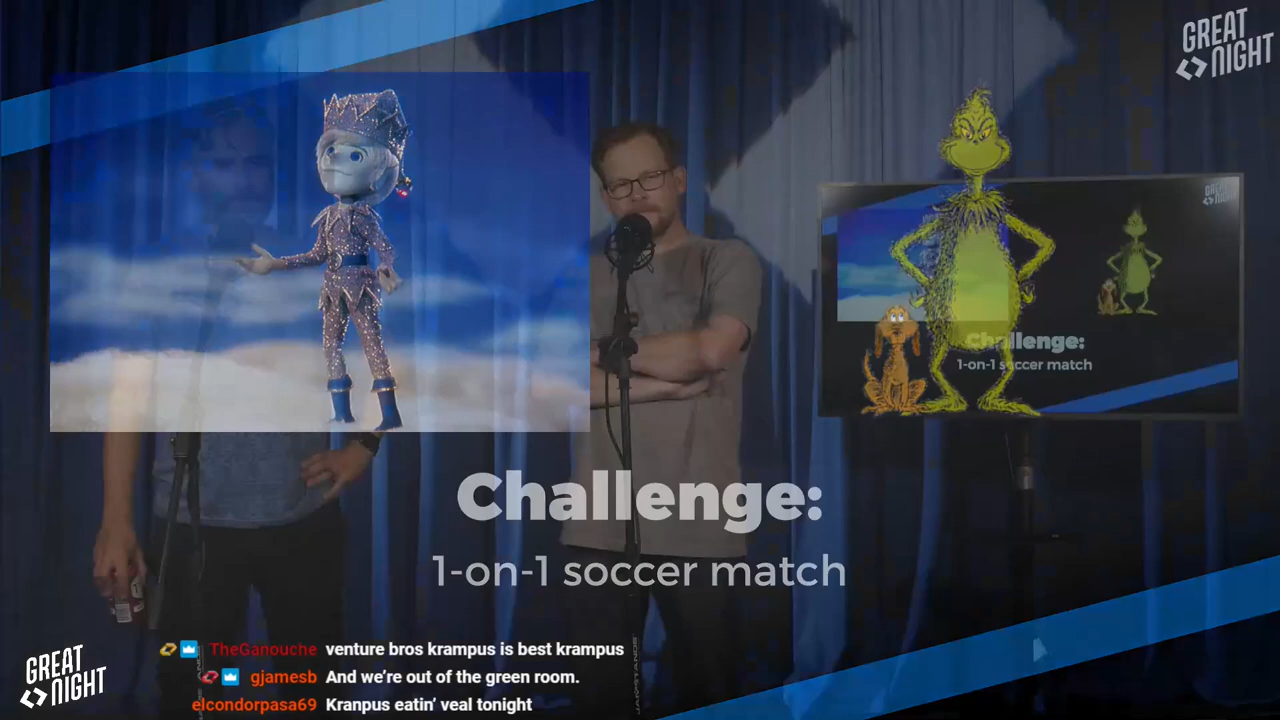 GREAT
NIGHT
GREAT
NIGHT
Challenge:
1-on-1 soccer match
Challenge:
1-on-1 soccer match
GREAT
NIGHT
TheGanouche venture bros krampus is best krampus
gjamesb And we're out of the green room.
elcondorpasa69 Kranpus eatin' veal tonight